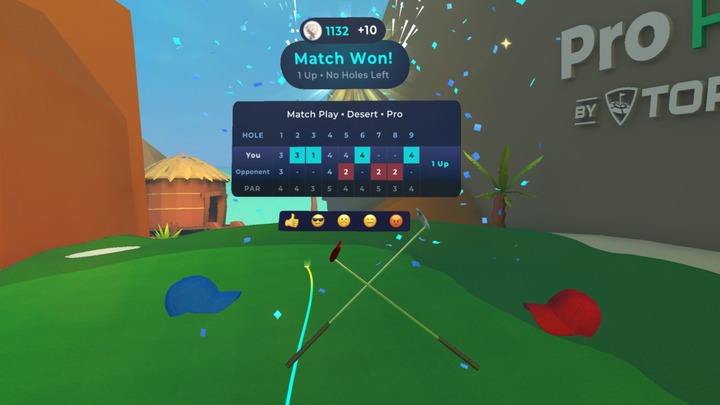 1132 +10
Match Won!
1 Up • No Holes Left
Match Play • Desert • Pro
HOLE 1 2 3 4 5 6 7 8 9
You 3 3 1 4 4 4 - - 4 1 Up
Opponent 3 - - 4 2 - 2 2 -
PAR 4 4 3 5 4 4 5 3 4
Pro
BY